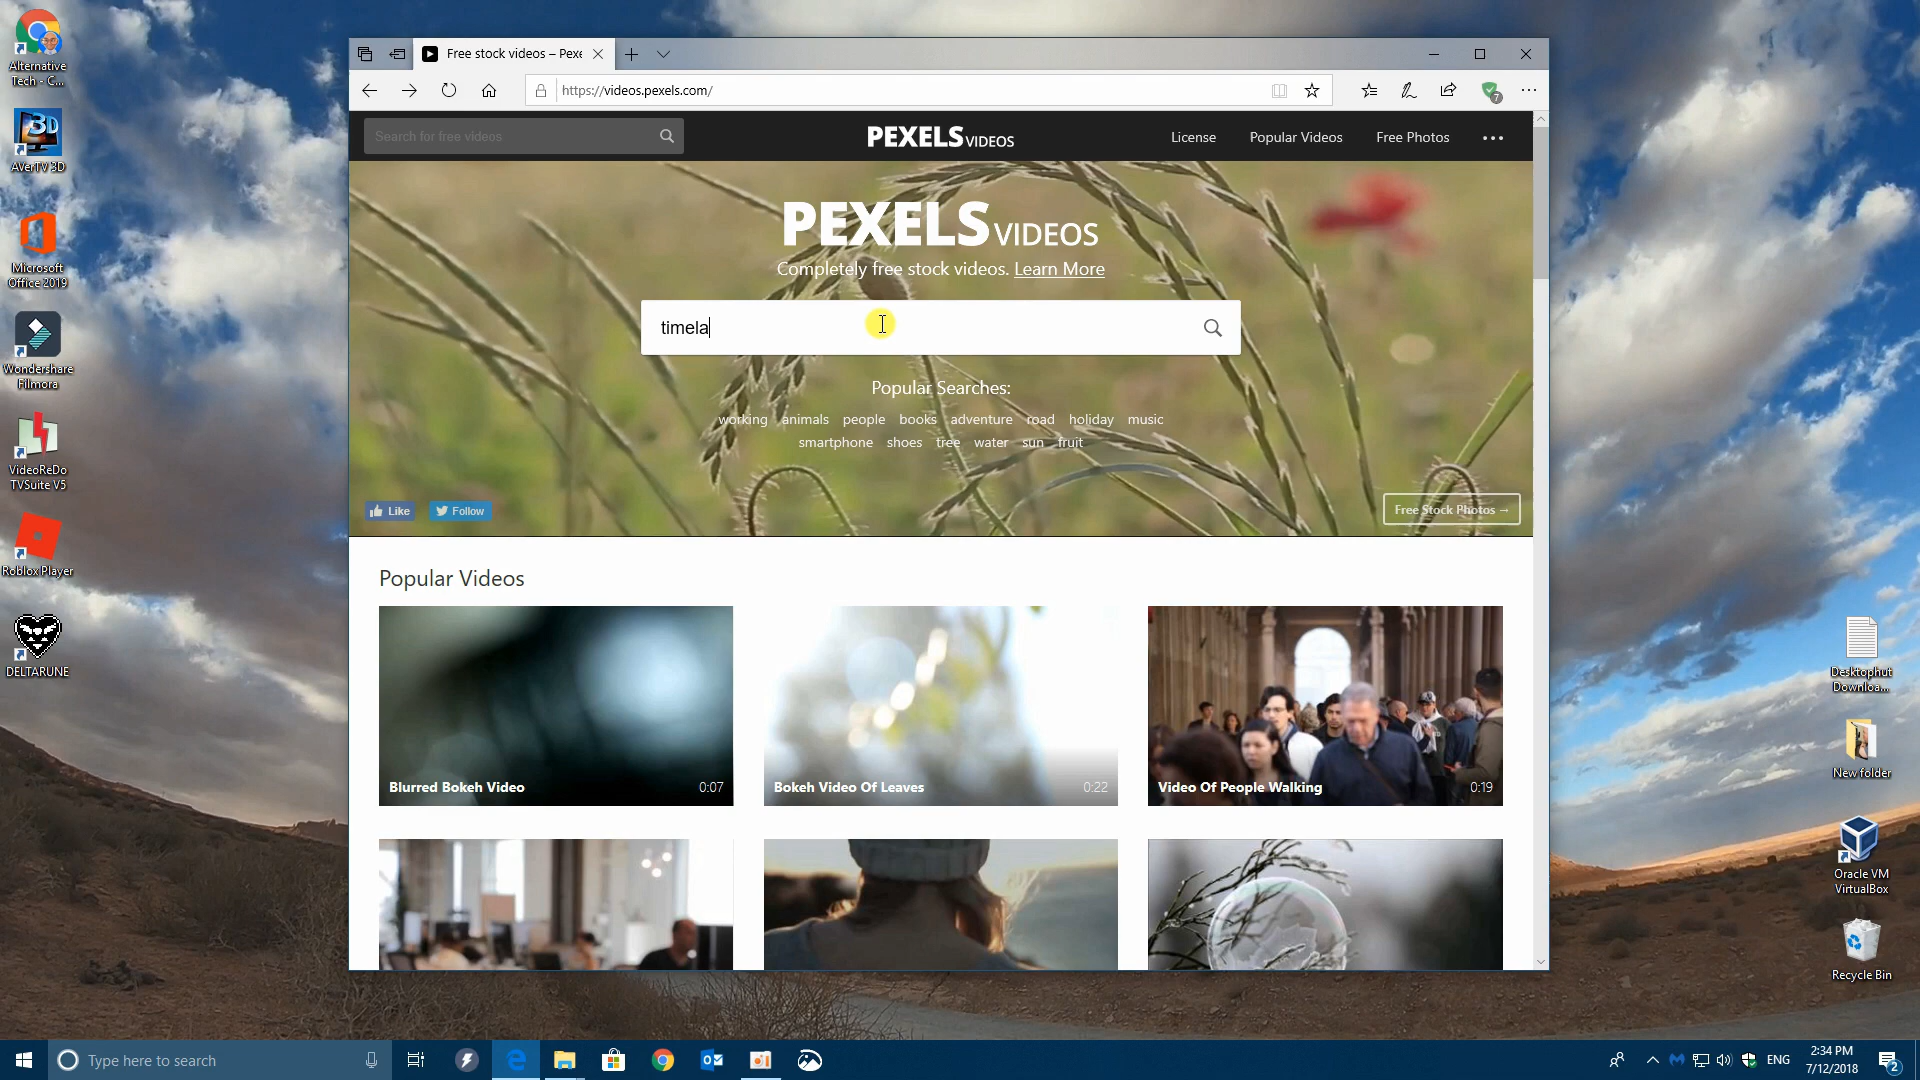 Alternative
Tech - C...
AVerTV 3D
Microsoft
Office 2019
Wondershare
Filmora
VideoReDo
TVSuite V5
Roblox Player
DELTARUNE
Free stock videos – Pexe
https://videos.pexels.com/
7
Search for free videos
PEXELS VIDEOS
License
Popular Videos
Free Photos
PEXELS VIDEOS
Completely free stock videos. Learn More
timela
Popular Searches:
working animals people books adventure road holiday music
smartphone shoes tree water sun fruit
Like
Follow
Free Stock Photos →
Popular Videos
Blurred Bokeh Video 0:07
Bokeh Video Of Leaves 0:22
Video Of People Walking 0:19
Desktophut
Downloa...
New folder
Oracle VM
VirtualBox
Recycle Bin
Type here to search
ENG
2:34 PM
7/12/2018
2